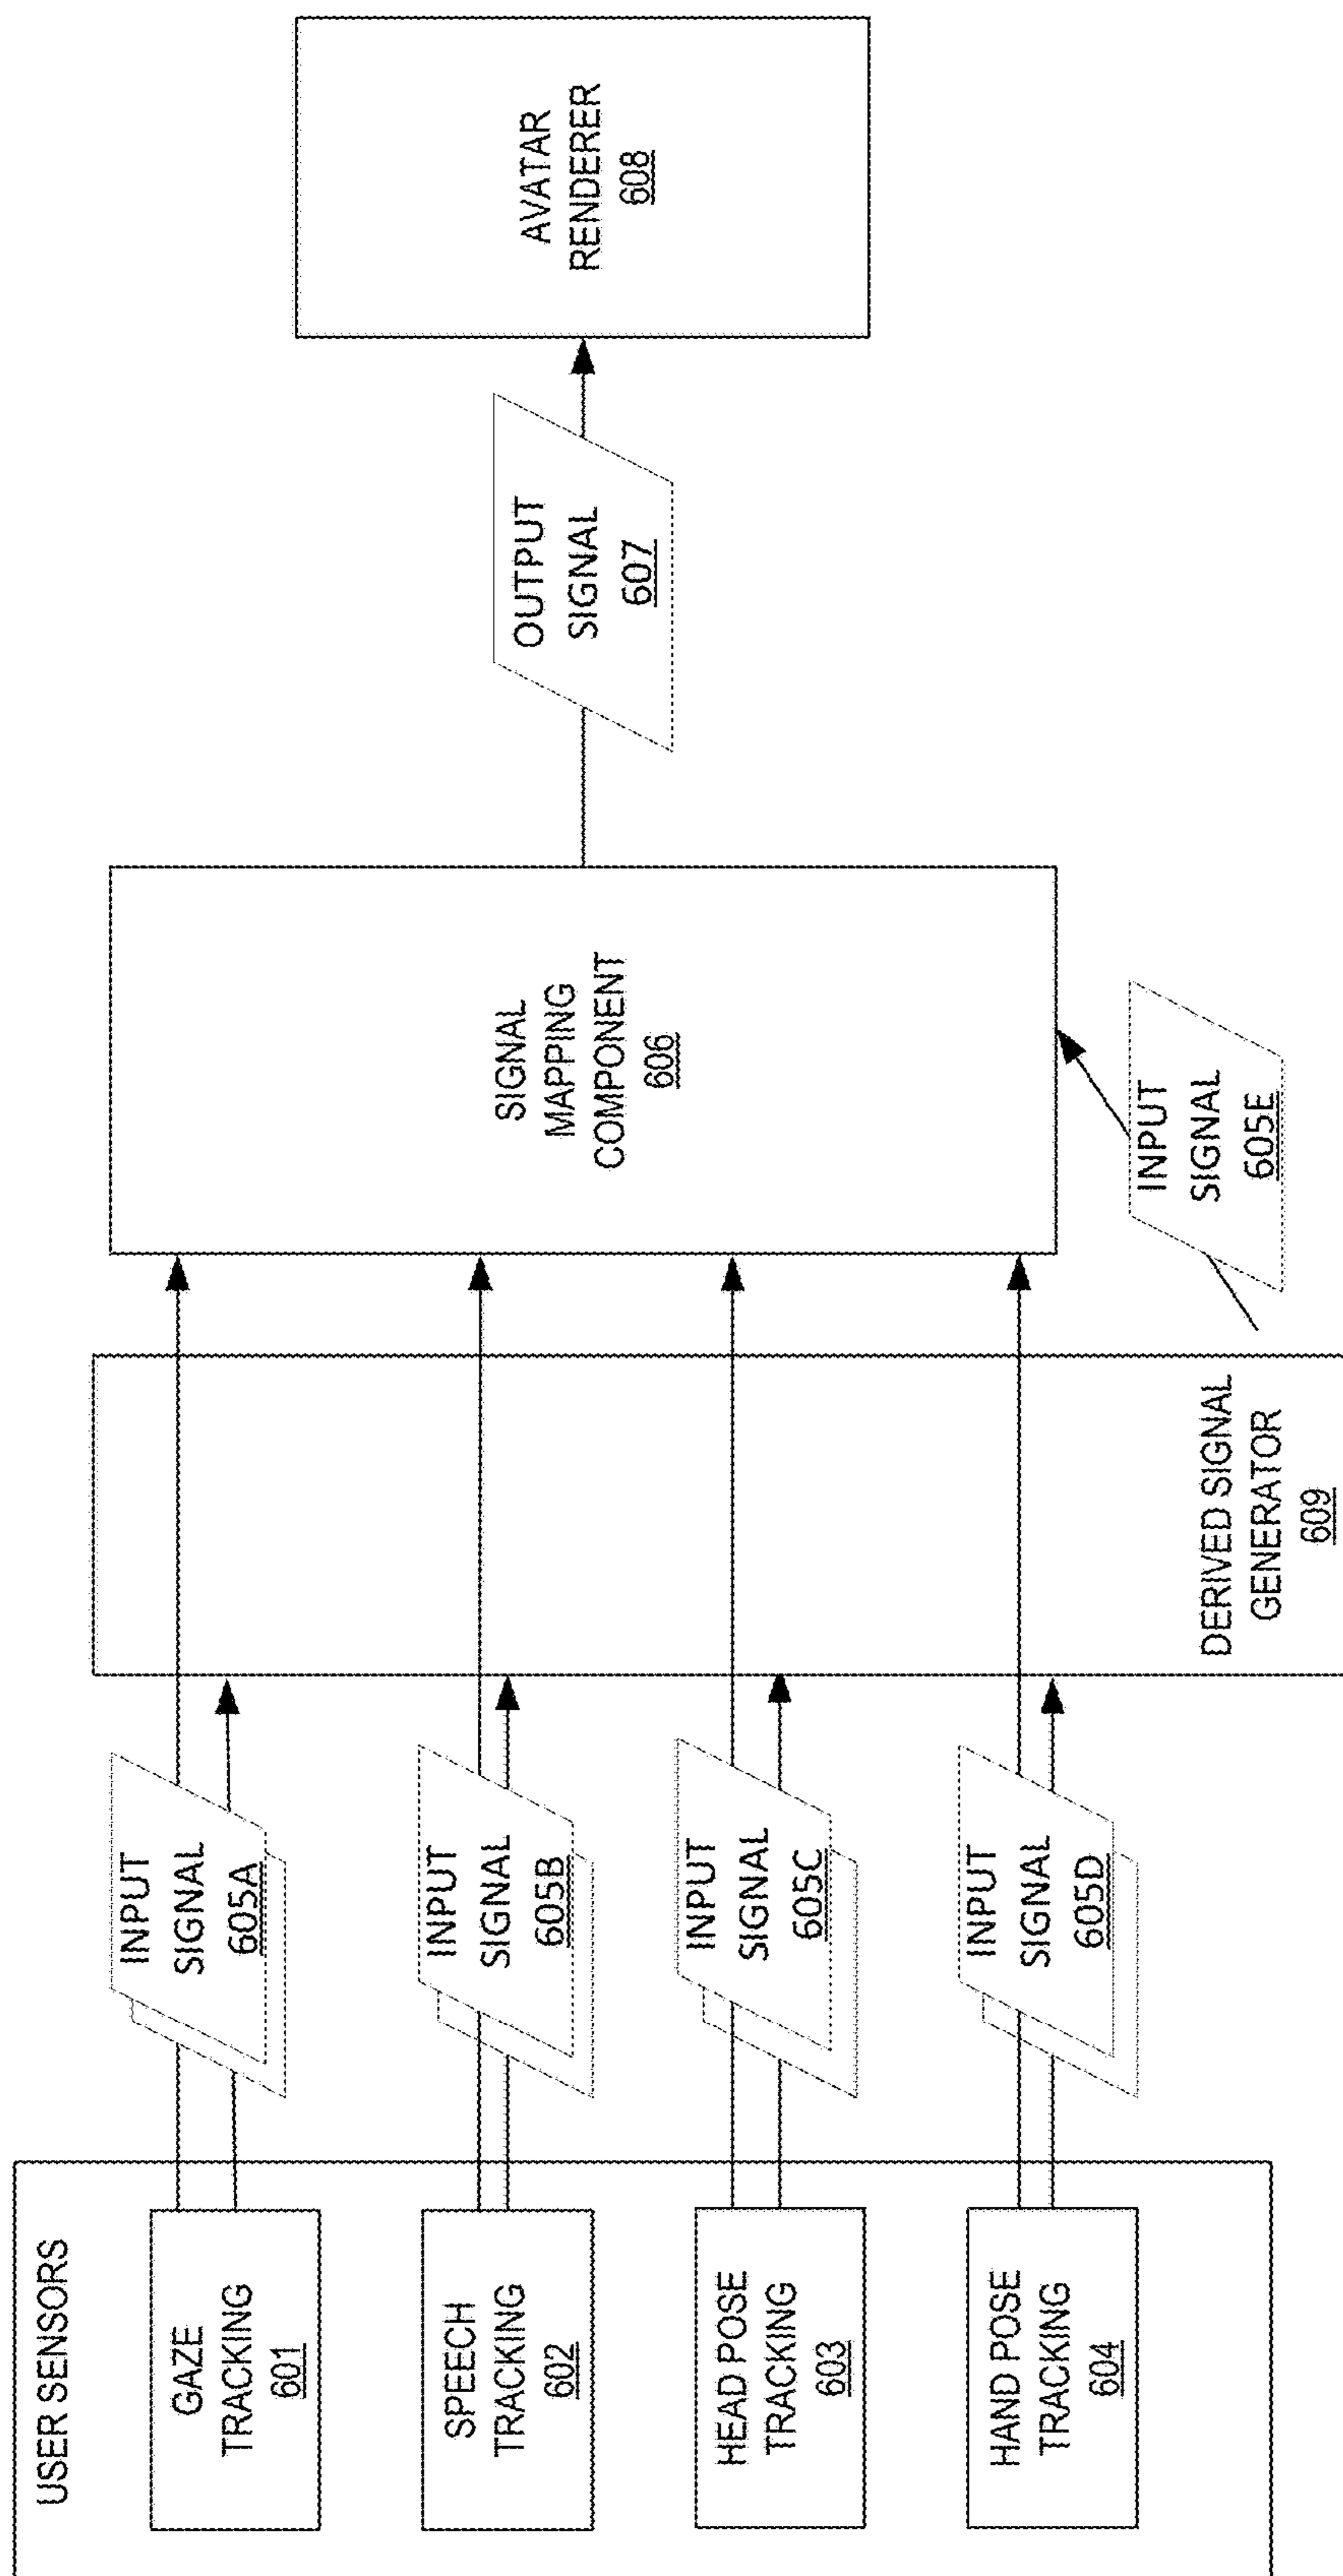 USER SENSORS
GAZE
TRACKING
601
SPEECH
TRACKING
602
HEAD POSE
TRACKING
603
HAND POSE
TRACKING
604
INPUT
SIGNAL
605A
INPUT
SIGNAL
605B
INPUT
SIGNAL
605C
INPUT
SIGNAL
605D
DERIVED SIGNAL
GENERATOR
609
INPUT
SIGNAL
605E
SIGNAL
MAPPING
COMPONENT
606
OUTPUT
SIGNAL
607
AVATAR
RENDERER
608